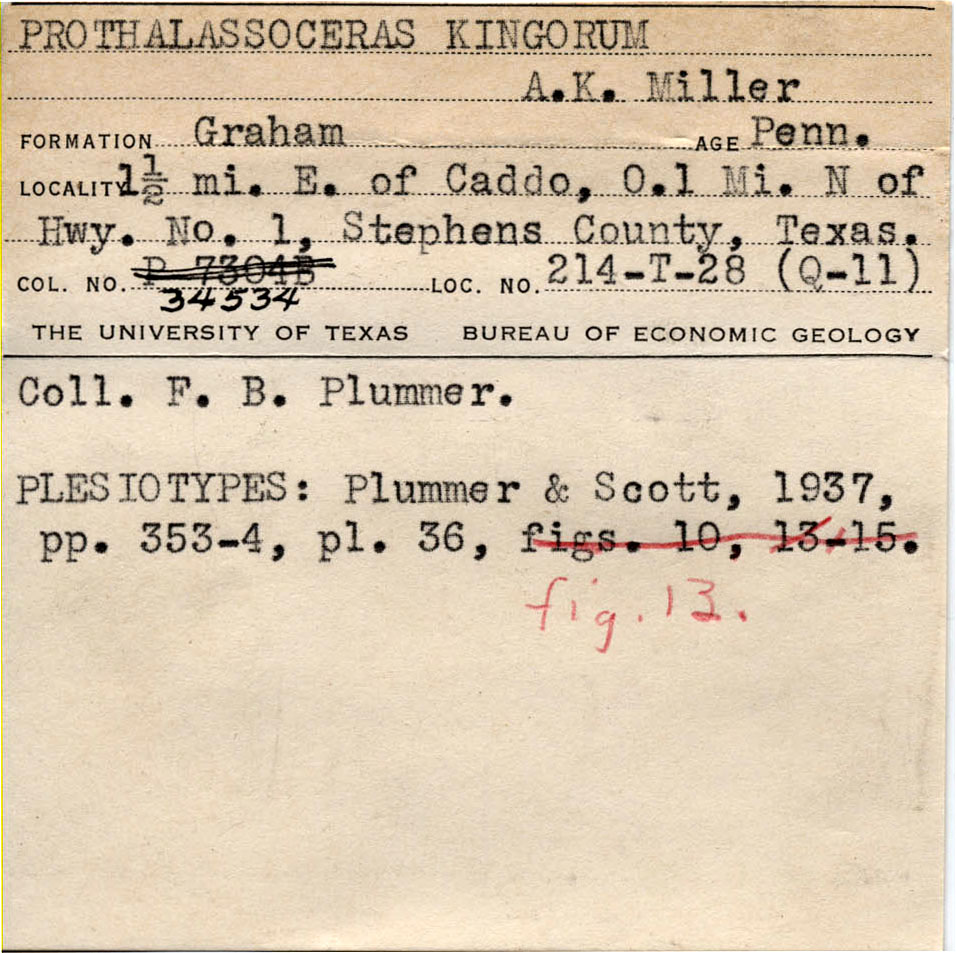 PROTHALASSOCERAS KINGORUM
A.K. Miller
FORMATION Graham AGE Penn.
LOCALITY 1½ mi. E. of Caddo, 0.1 Mi. N of
Hwy. No. 1, Stephens County, Texas.
COL. NO. P 7304B LOC. NO. 214-T-28 (Q-11)
34534
THE UNIVERSITY OF TEXAS BUREAU OF ECONOMIC GEOLOGY
Coll. F. B. Plummer.
PLESIOTYPES: Plummer & Scott, 1937,
pp. 353-4, pl. 36, figs. 10, 13-15.
fig. 13.